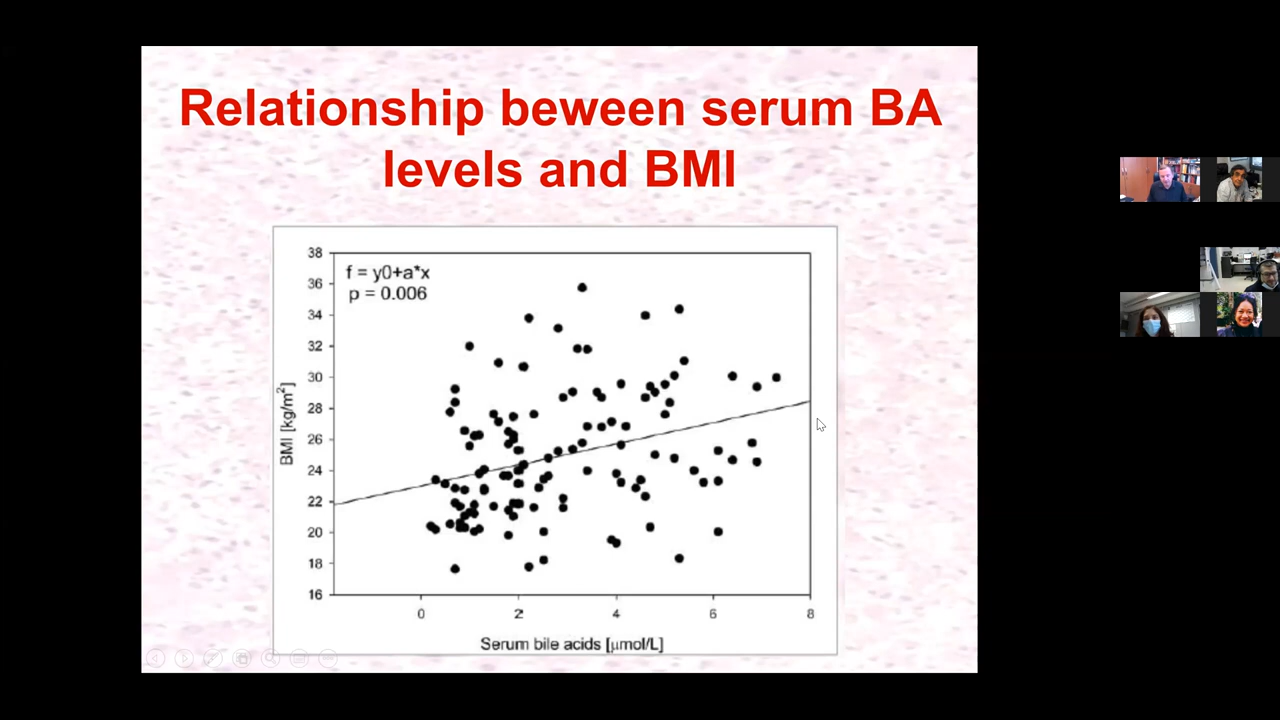 Relationship beween serum BA
levels and BMI
f = y0+a*x
p = 0.006
38
36
34
32
30
28
26
24
22
20
18
16
BMI [kg/m²]
0 2 4 6 8
Serum bile acids [µmol/L]